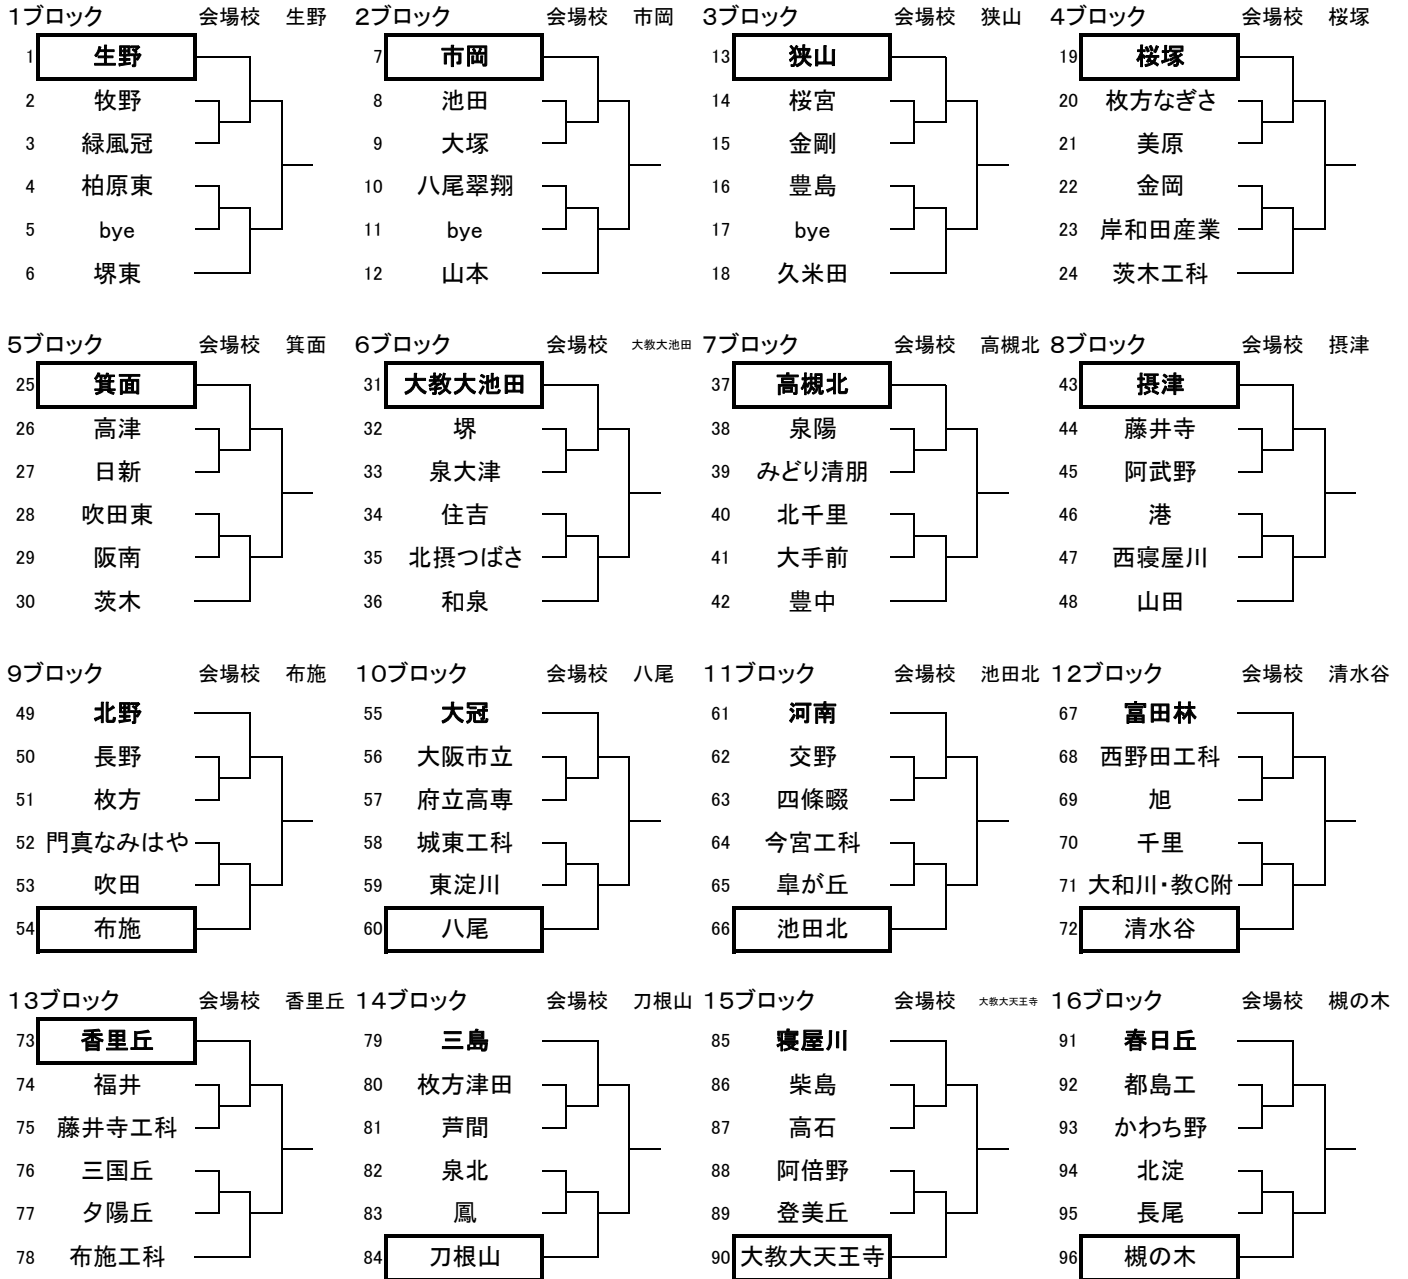 1ブロック 会場校 生野 2ブロック 会場校 市岡 3ブロック 会場校 狭山 4ブロック 会場校 桜塚
1 生野 7 市岡 13 狭山 19 桜塚
2 牧野 8 池田 14 桜宮 20 枚方なぎさ
3 緑風冠 9 大塚 15 金剛 21 美原
4 柏原東 10 八尾翠翔 16 豊島 22 金岡
5 bye 11 bye 17 bye 23 岸和田産業
6 堺東 12 山本 18 久米田 24 茨木工科
5ブロック 会場校 箕面 6ブロック 会場校 大教大池田 7ブロック 会場校 高槻北 8ブロック 会場校 摂津
25 箕面 31 大教大池田 37 高槻北 43 摂津
26 高津 32 堺 38 泉陽 44 藤井寺
27 日新 33 泉大津 39 みどり清朋 45 阿武野
28 吹田東 34 住吉 40 北千里 46 港
29 阪南 35 北摂つばさ 41 大手前 47 西寝屋川
30 茨木 36 和泉 42 豊中 48 山田
9ブロック 会場校 布施 10ブロック 会場校 八尾 11ブロック 会場校 池田北 12ブロック 会場校 清水谷
49 北野 55 大冠 61 河南 67 富田林
50 長野 56 大阪市立 62 交野 68 西野田工科
51 枚方 57 府立高専 63 四條畷 69 旭
52 門真なみはや 58 城東工科 64 今宮工科 70 千里
53 吹田 59 東淀川 65 皐が丘 71 大和川・教C附
54 布施 60 八尾 66 池田北 72 清水谷
13ブロック 会場校 香里丘 14ブロック 会場校 刀根山 15ブロック 会場校 大教大天王寺 16ブロック 会場校 槻の木
73 香里丘 79 三島 85 寝屋川 91 春日丘
74 福井 80 枚方津田 86 柴島 92 都島工
75 藤井寺工科 81 芦間 87 高石 93 かわち野
76 三国丘 82 泉北 88 阿倍野 94 北淀
77 夕陽丘 83 鳳 89 登美丘 95 長尾
78 布施工科 84 刀根山 90 大教大天王寺 96 槻の木